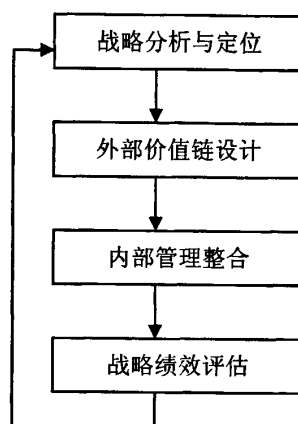 战略分析与定位
外部价值链设计
内部管理整合
战略绩效评估